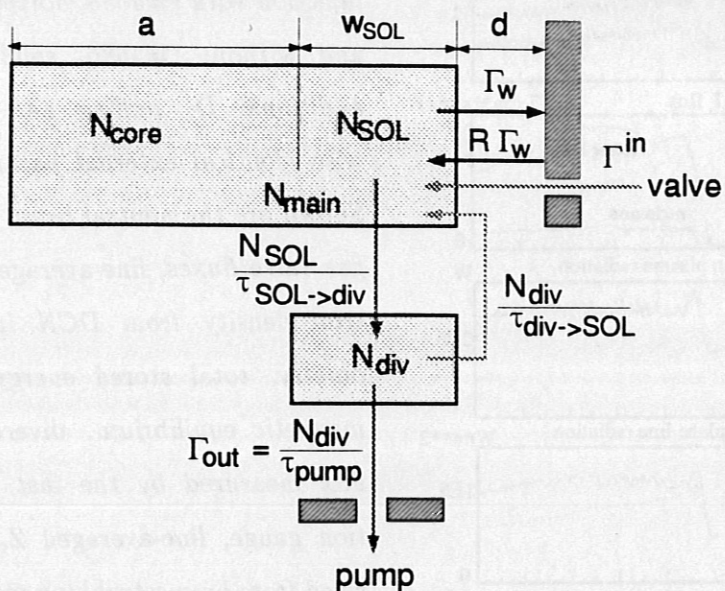 a
w_SOL
d
N_core
N_SOL
Γ_w
R Γ_w
Γ^in
valve
N_main
N_SOL
τ_SOL->div
N_div
τ_div->SOL
N_div
Γ_out = N_div
τ_pump
pump